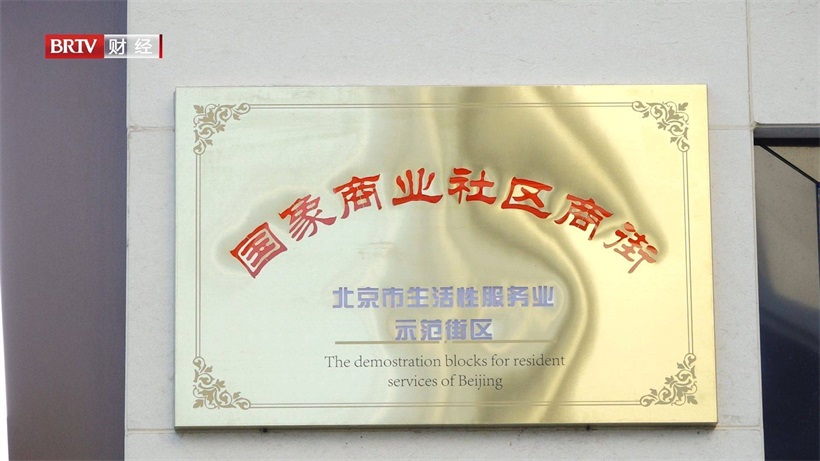 BRTV 财经
国象商业社区商街
北京市生活性服务业
示范街区
The demostration blocks for resident
services of Beijing